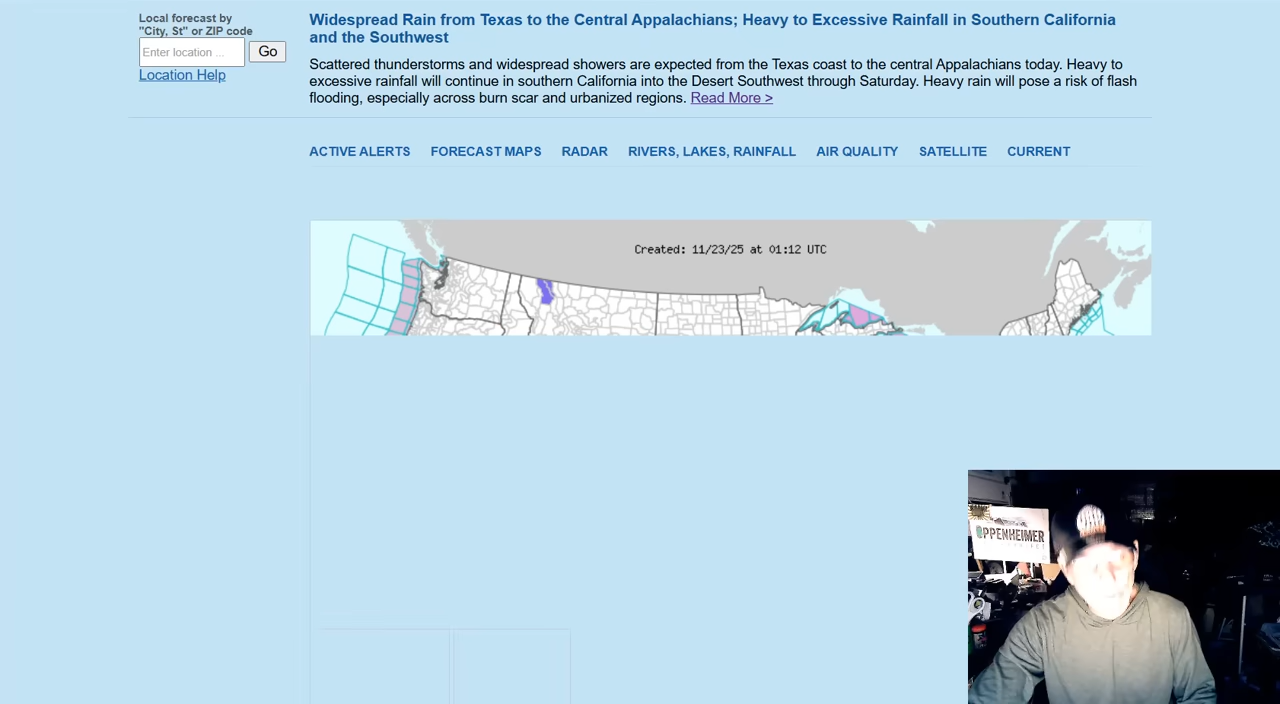 Local forecast by
"City, St" or ZIP code
Enter location ...
Go
Location Help
Widespread Rain from Texas to the Central Appalachians; Heavy to Excessive Rainfall in Southern California
and the Southwest
Scattered thunderstorms and widespread showers are expected from the Texas coast to the central Appalachians today. Heavy to
excessive rainfall will continue in southern California into the Desert Southwest through Saturday. Heavy rain will pose a risk of flash
flooding, especially across burn scar and urbanized regions. Read More >
ACTIVE ALERTS FORECAST MAPS RADAR RIVERS, LAKES, RAINFALL AIR QUALITY SATELLITE CURRENT
Created: 11/23/25 at 01:12 UTC
OPPENHEIMER